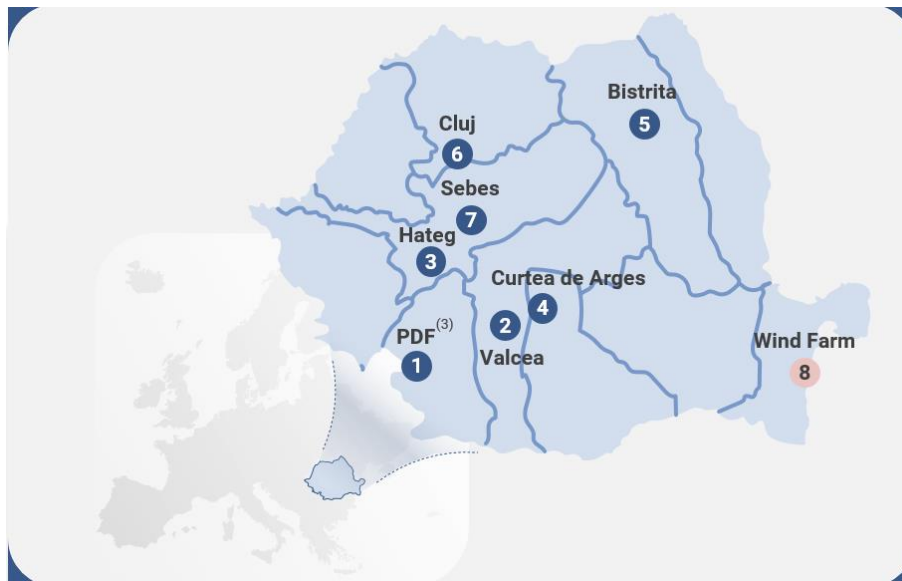 Bistrita
5
Cluj
6
Sebes
7
Hateg
3
Curtea de Arges
4
PDF(3)
1
2
Valcea
Wind Farm
8